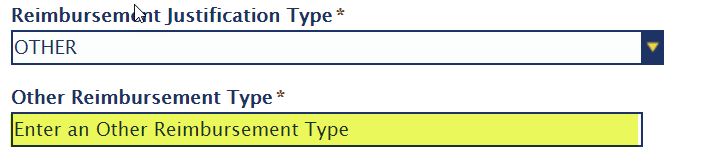 Reimbursement Justification Type*
OTHER
Other Reimbursement Type*
Enter an Other Reimbursement Type